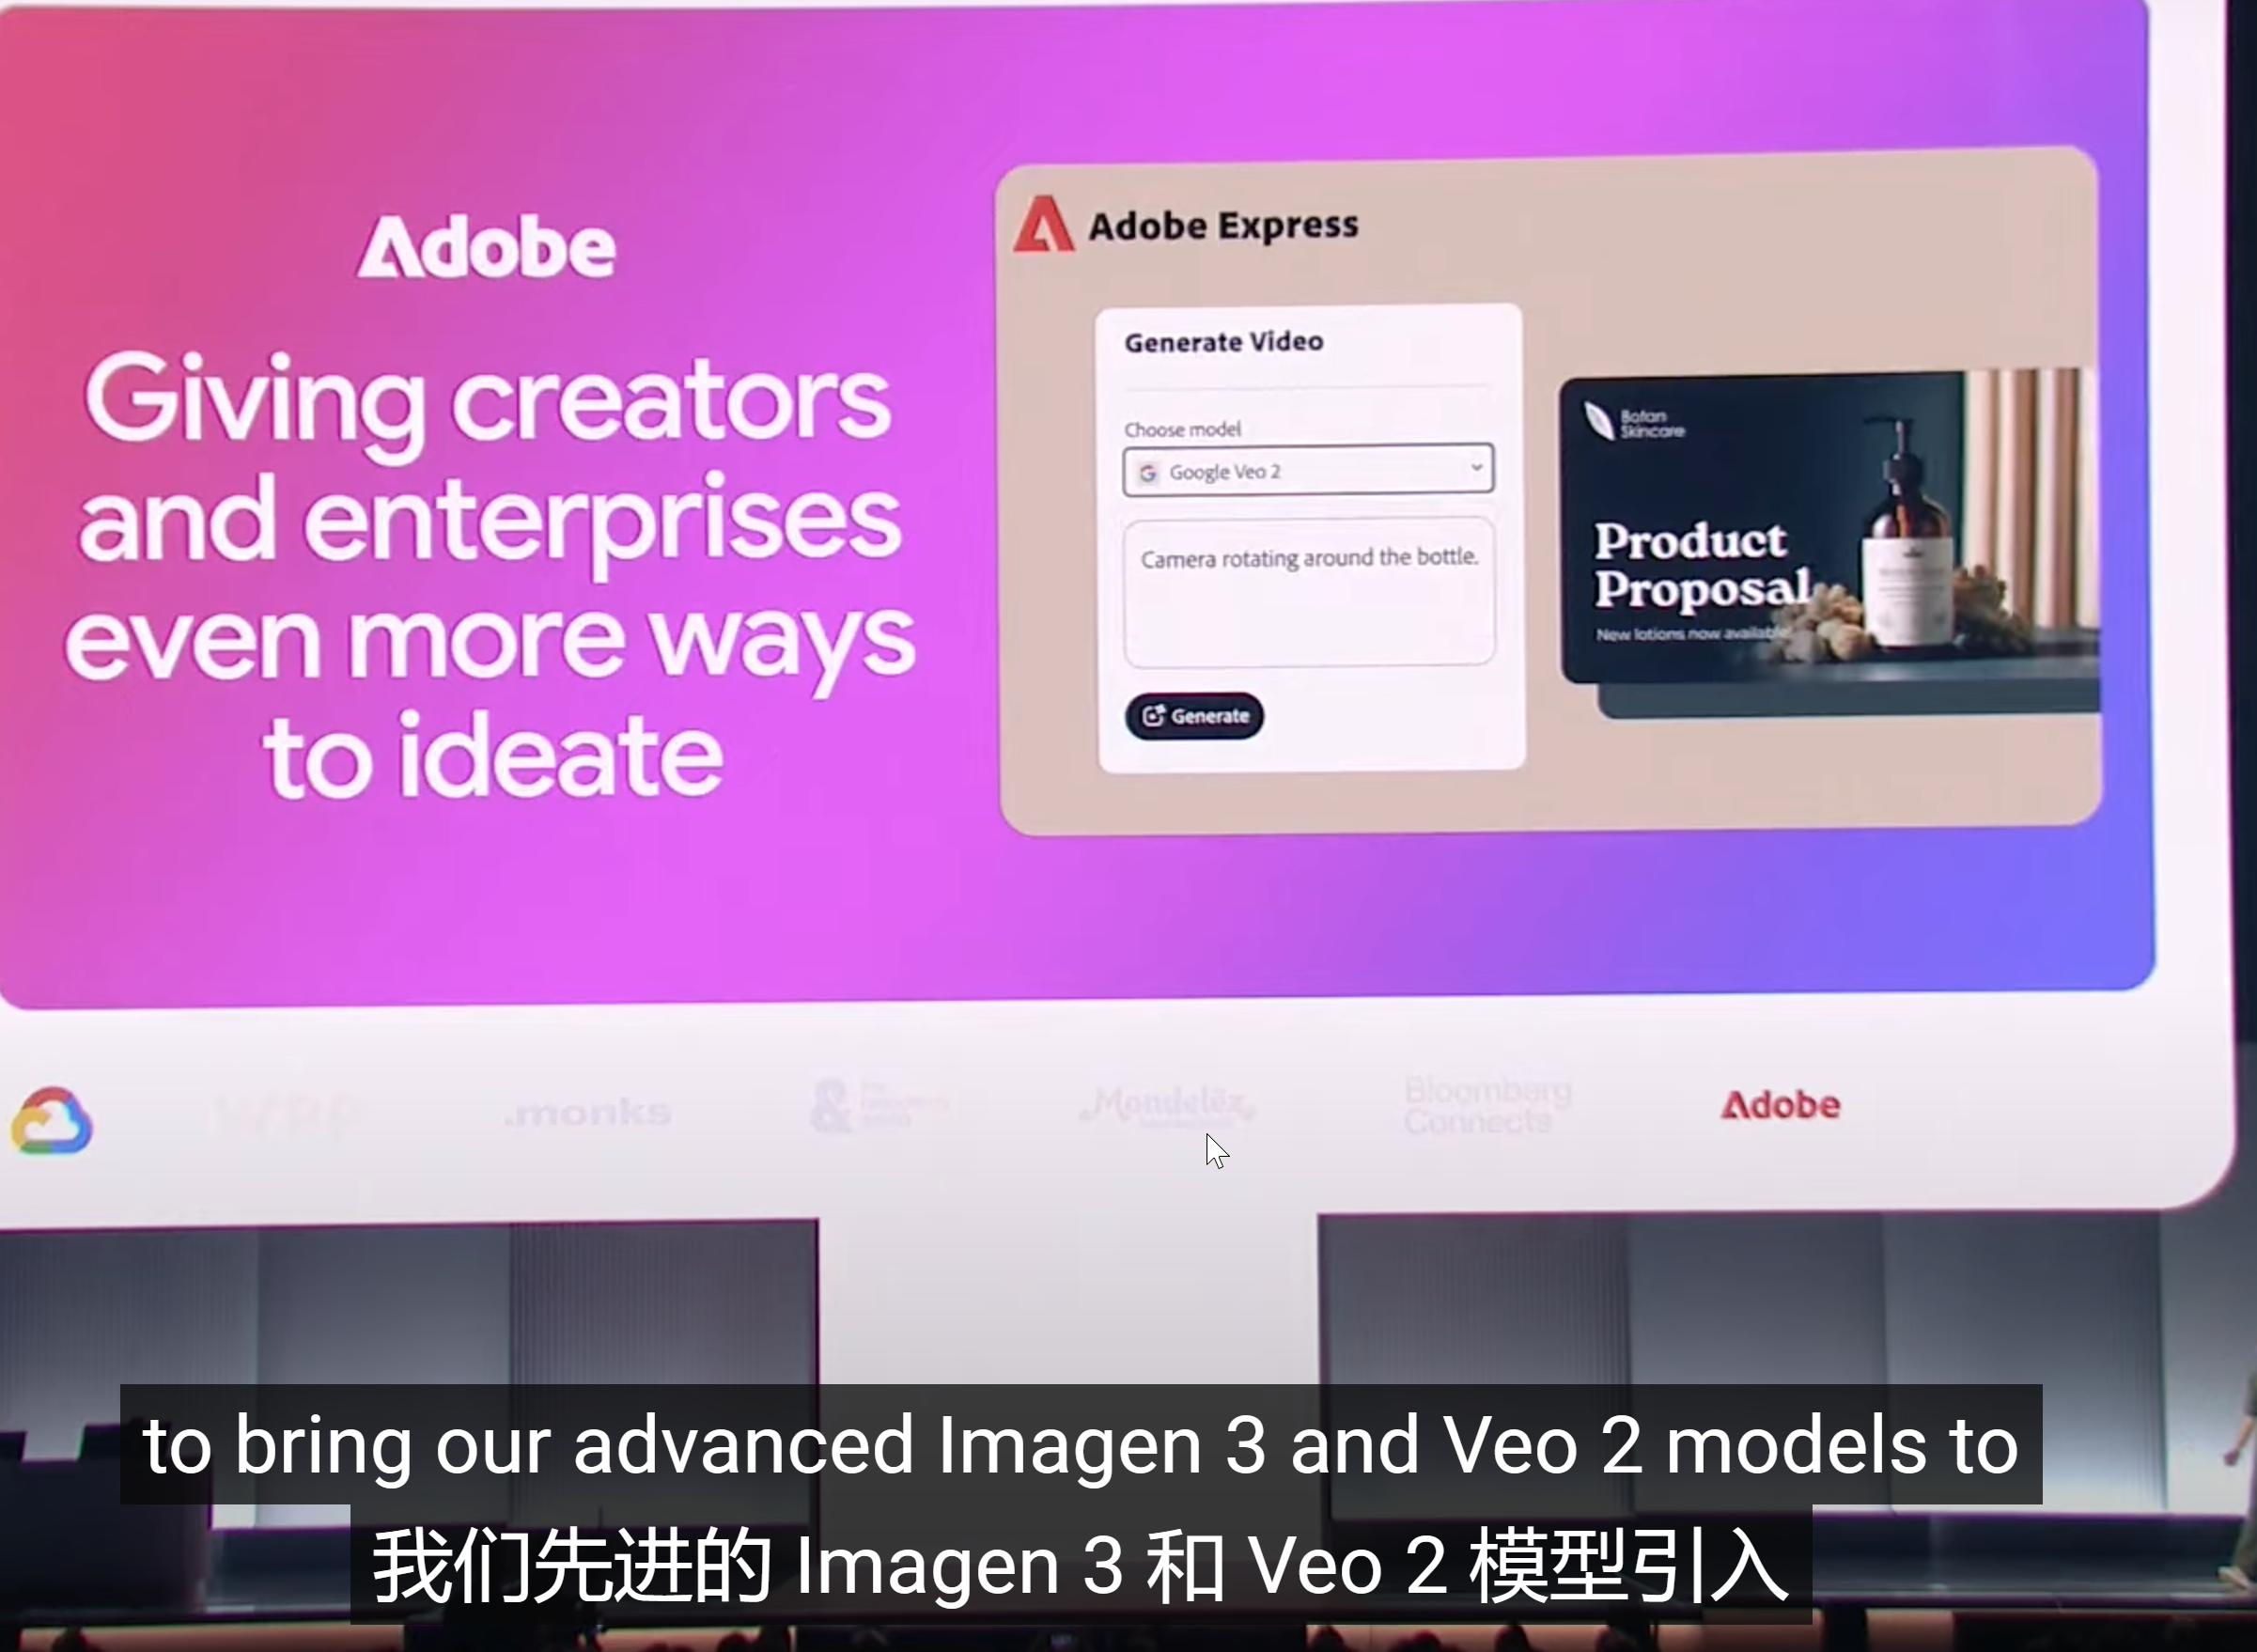 Adobe
Giving creators
and enterprises
even more ways
to ideate
Adobe Express
Generate Video
Choose model
Google Veo 2
Camera rotating around the bottle.
Generate
Botan
Skincare
Product
Proposal
New lotions now available
WPP
.monks
&
Mondelēz
Bloomberg
Connects
Adobe
to bring our advanced Imagen 3 and Veo 2 models to
我们先进的 Imagen 3 和 Veo 2 模型引入